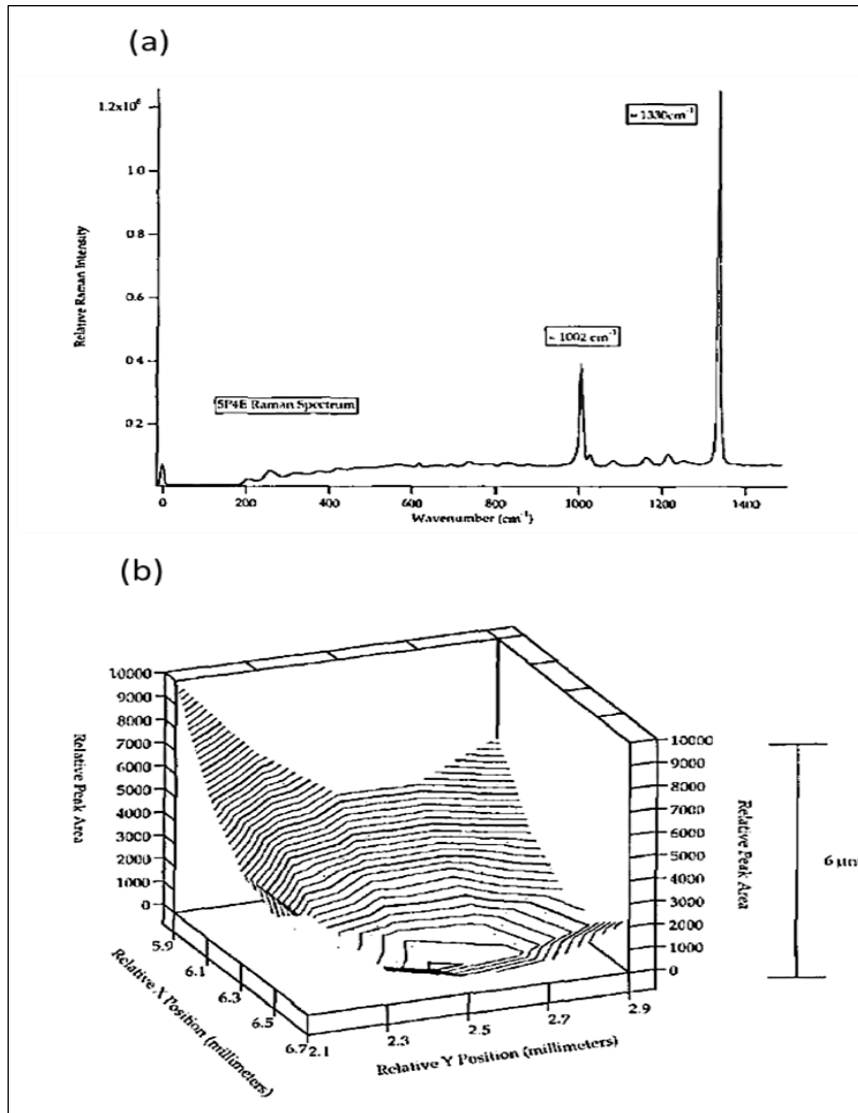 (a)
1.2x10⁶
1.0
0.8
0.6
0.4
0.2
Relative Raman Intensity
≈ 1330cm⁻¹
≈ 1002 cm⁻¹
5P4E Raman Spectrum
0 200 400 600 800 1000 1200 1400
Wavenumber (cm⁻¹)
(b)
10000
9000
8000
7000
6000
5000
4000
3000
2000
1000
0
Relative Peak Area
10000
9000
8000
7000
6000
5000
4000
3000
2000
1000
0
Relative Peak Area
6 μm
5.9
6.1
6.3
6.5
6.7
Relative X Position (millimeters)
2.1
2.3
2.5
2.7
2.9
Relative Y Position (millimeters)